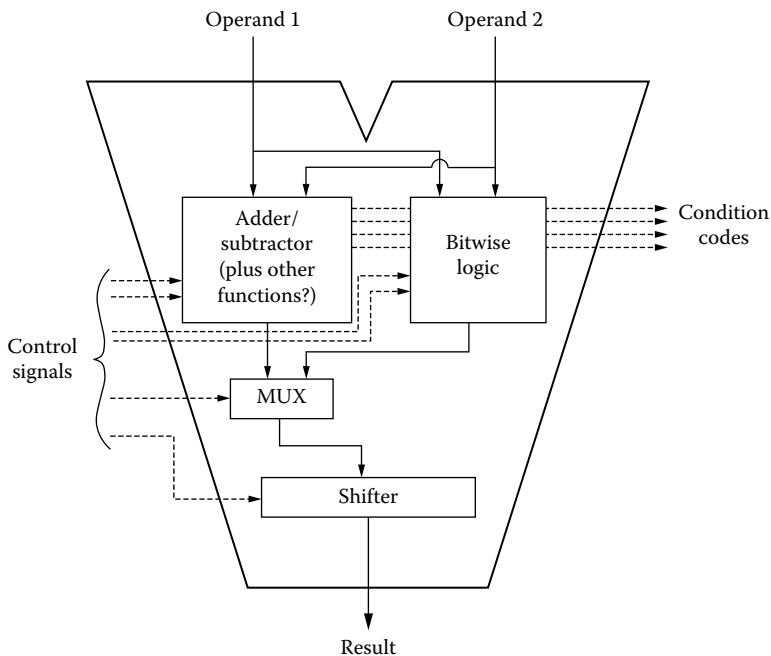 Operand 1
Operand 2
Adder/
subtractor
(plus other
functions?)
Bitwise
logic
Condition
codes
Control
signals
MUX
Shifter
Result